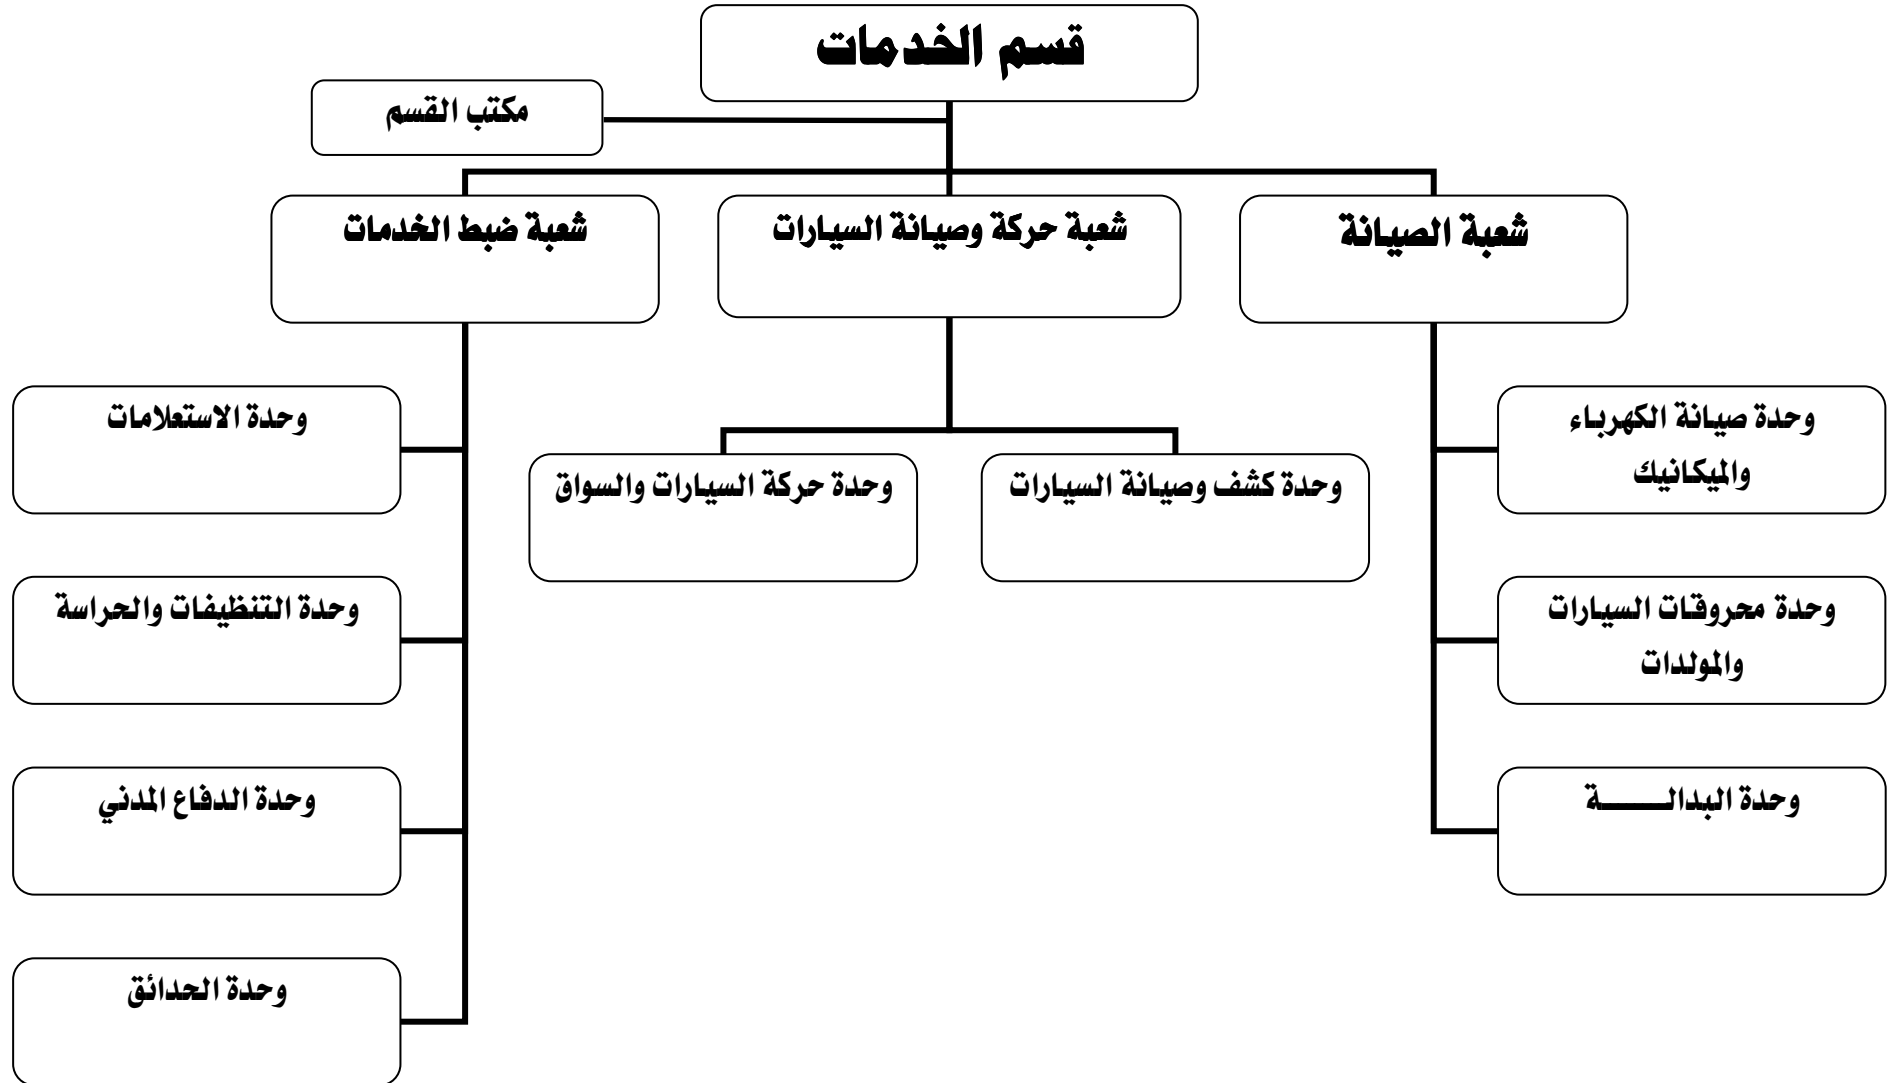 قسم الخدمات
مكتب القسم
شعبة الصيانة
شعبة حركة وصيانة السيارات
شعبة ضبط الخدمات
وحدة صيانة الكهرباء
والميكانيك
وحدة محروقات السيارات
والمولدات
وحدة البدالـــــــة
وحدة كشف وصيانة السيارات
وحدة حركة السيارات والسواق
وحدة الاستعلامات
وحدة التنظيفات والحراسة
وحدة الدفاع المدني
وحدة الحدائق